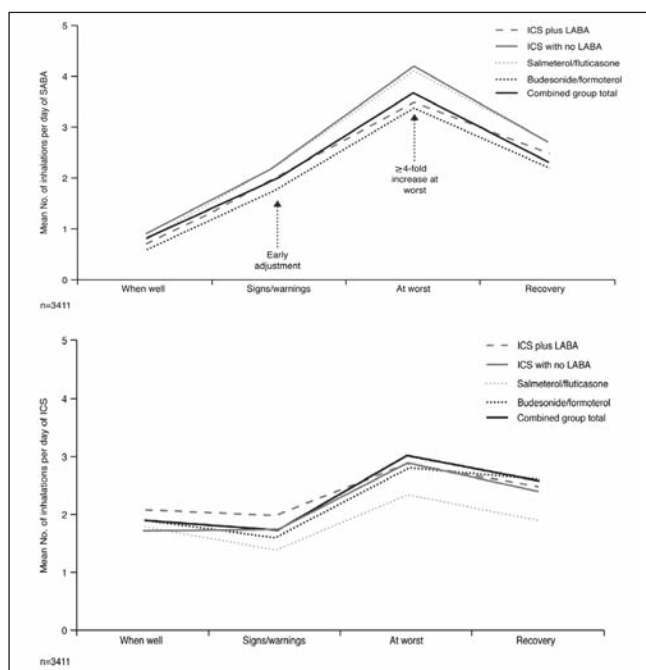 Mean No. of inhalations per day of SABA
5
4
3
2
1
0
ICS plus LABA
ICS with no LABA
Salmeterol/fluticasone
Budesonide/formoterol
Combined group total
≥4-fold
increase at
worst
Early
adjustment
When well
Signs/warnings
At worst
Recovery
n=3411
Mean No. of inhalations per day of ICS
5
4
3
2
1
0
ICS plus LABA
ICS with no LABA
Salmeterol/fluticasone
Budesonide/formoterol
Combined group total
When well
Signs/warnings
At worst
Recovery
n=3411